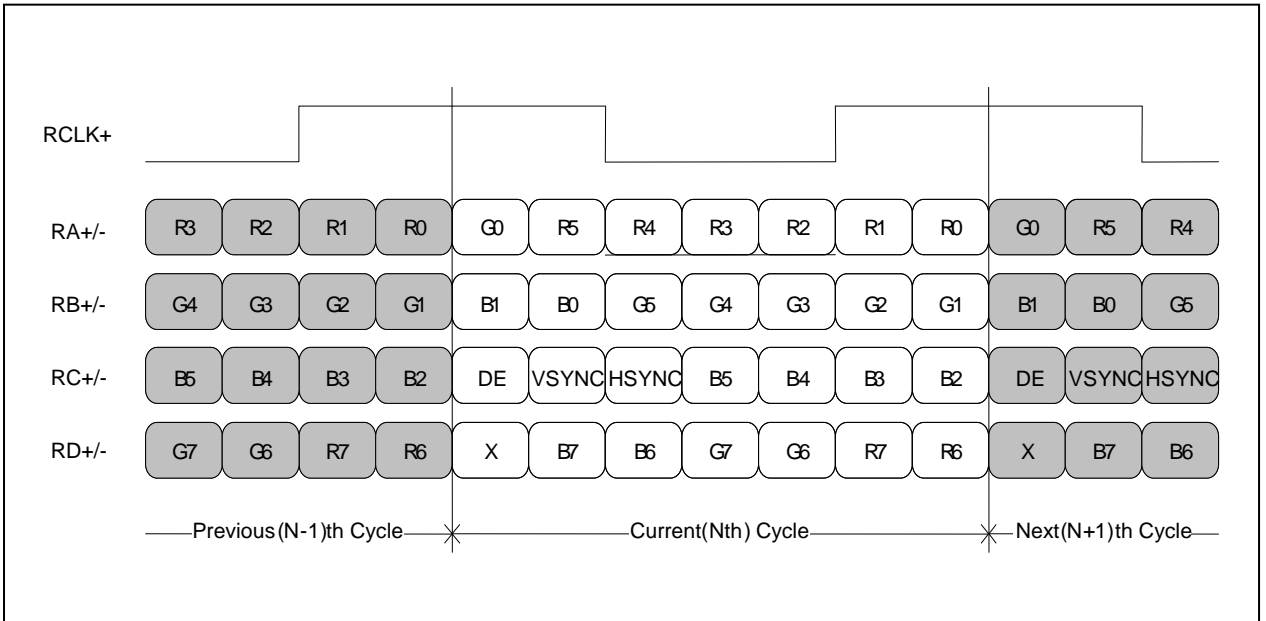 RCLK+
RA+/- R3 R2 R1 R0 G0 R5 R4 R3 R2 R1 R0 G0 R5 R4
RB+/- G4 G3 G2 G1 B1 B0 G5 G4 G3 G2 G1 B1 B0 G5
RC+/- B5 B4 B3 B2 DE VSYNC HSYNC B5 B4 B3 B2 DE VSYNC HSYNC
RD+/- G7 G6 R7 R6 X B7 B6 G7 G6 R7 R6 X B7 B6
Previous(N-1)th Cycle Current(Nth) Cycle Next(N+1)th Cycle